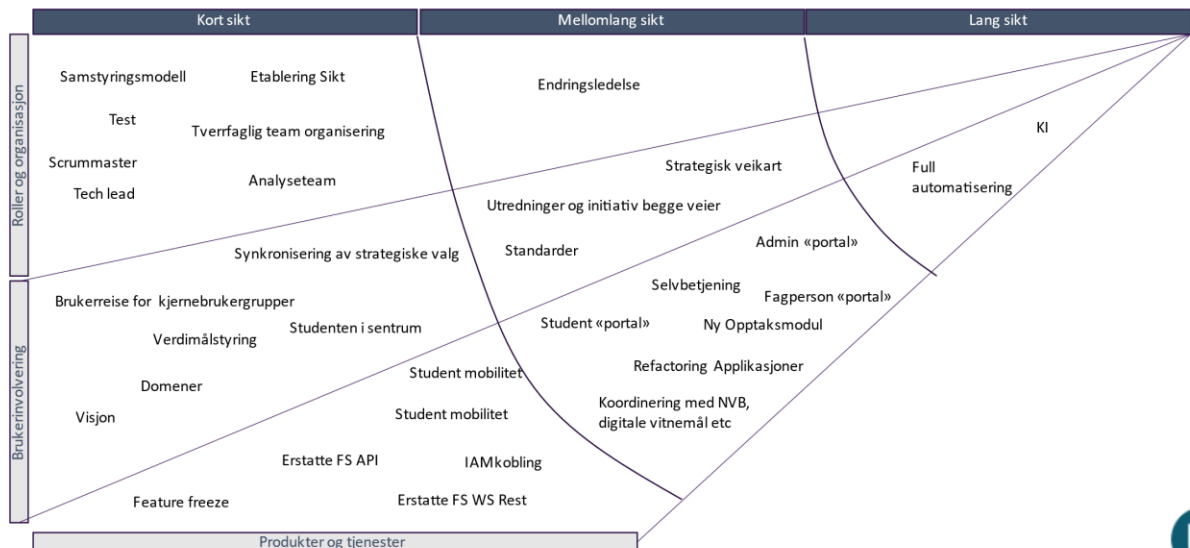 Kort sikt
Mellomlang sikt
Lang sikt
Roller og organisasjon
Samstyringsmodell
Etablering Sikt
Endringsledelse
Test
Tverrfaglig team organisering
KI
Scrummaster
Strategisk veikart
Full
automatisering
Tech lead
Analyseteam
Utredninger og initiativ begge veier
Synkronisering av strategiske valg
Standarder
Admin «portal»
Brukerinvolvering
Brukerreise for kjernebrukergrupper
Selvbetjening
Fagperson «portal»
Verdimålstyring
Studenten i sentrum
Student «portal»
Ny Opptaksmodul
Domener
Student mobilitet
Refactoring Applikasjoner
Visjon
Student mobilitet
Koordinering med NVB,
digitale vitnemål etc
Erstatte FS API
IAMkobling
Feature freeze
Erstatte FS WS Rest
Produkter og tjenester